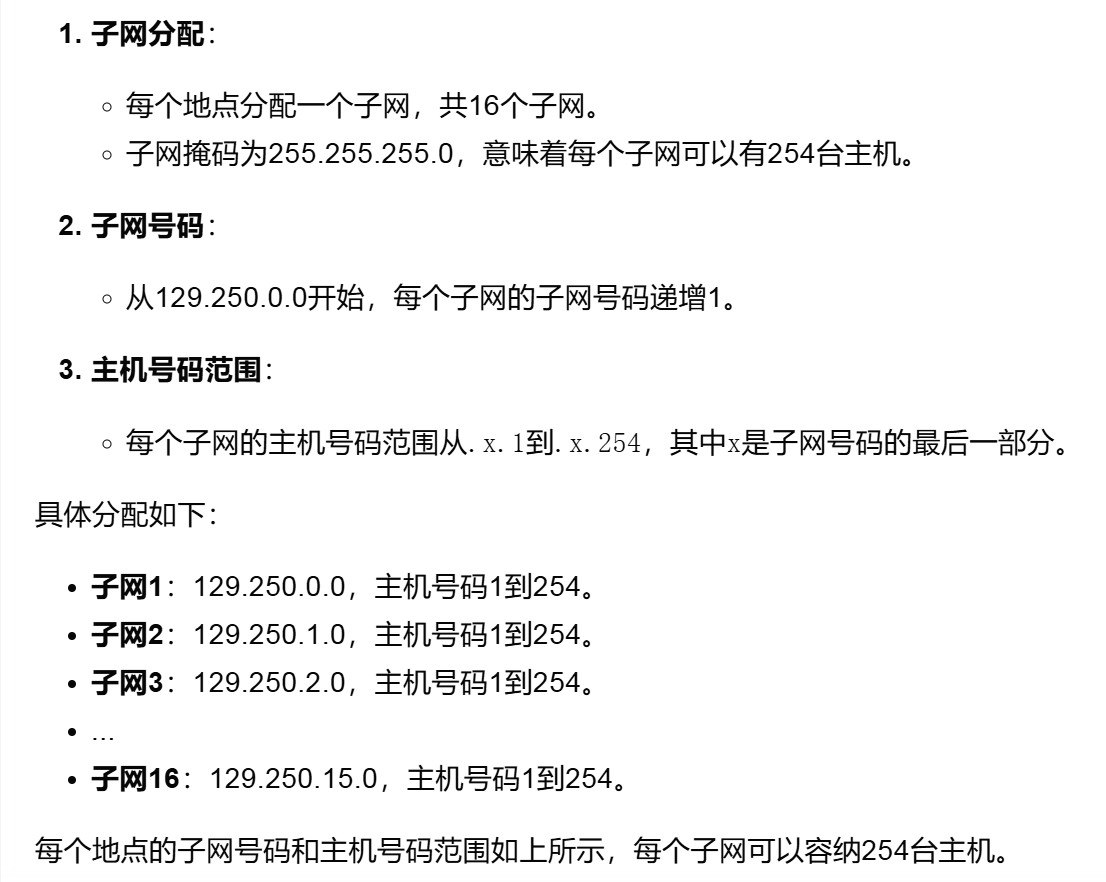 1. 子网分配：
每个地点分配一个子网，共16个子网。
子网掩码为255.255.255.0，意味着每个子网可以有254台主机。
2. 子网号码：
从129.250.0.0开始，每个子网的子网号码递增1。
3. 主机号码范围：
每个子网的主机号码范围从.x.1到.x.254，其中x是子网号码的最后一部分。
具体分配如下：
子网1：129.250.0.0，主机号码1到254。
子网2：129.250.1.0，主机号码1到254。
子网3：129.250.2.0，主机号码1到254。
...
子网16：129.250.15.0，主机号码1到254。
每个地点的子网号码和主机号码范围如上所示，每个子网可以容纳254台主机。